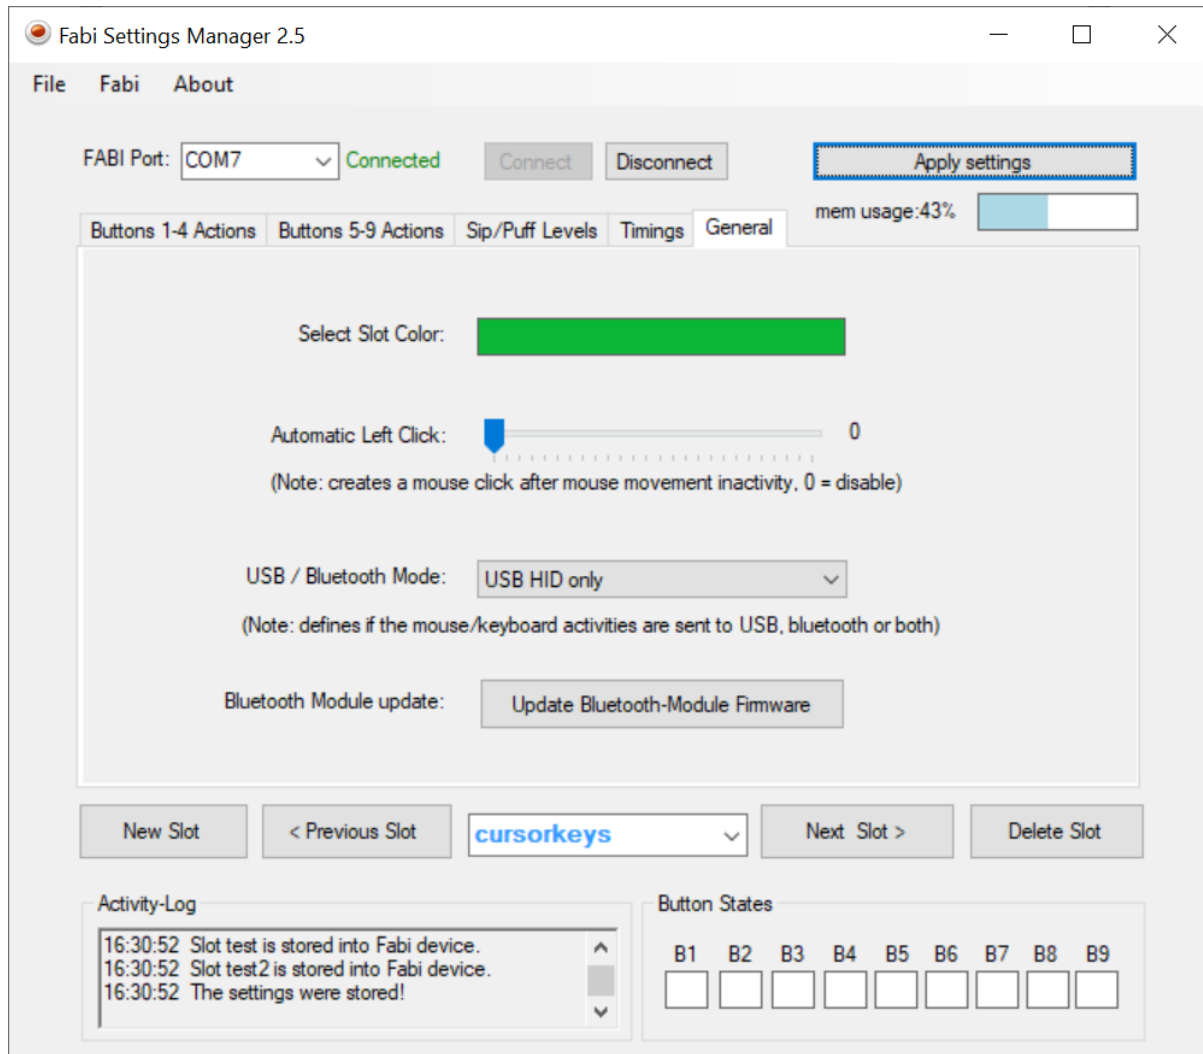 Fabi Settings Manager 2.5
File Fabi About
FABI Port: COM7 Connected Connect Disconnect Apply settings
mem usage:43%
Buttons 1-4 Actions Buttons 5-9 Actions Sip/Puff Levels Timings General
Select Slot Color:
Automatic Left Click: 0
(Note: creates a mouse click after mouse movement inactivity, 0 = disable)
USB / Bluetooth Mode: USB HID only
(Note: defines if the mouse/keyboard activities are sent to USB, bluetooth or both)
Bluetooth Module update: Update Bluetooth-Module Firmware
New Slot < Previous Slot cursorkeys Next Slot > Delete Slot
Activity-Log
16:30:52 Slot test is stored into Fabi device.
16:30:52 Slot test2 is stored into Fabi device.
16:30:52 The settings were stored!
Button States
B1 B2 B3 B4 B5 B6 B7 B8 B9